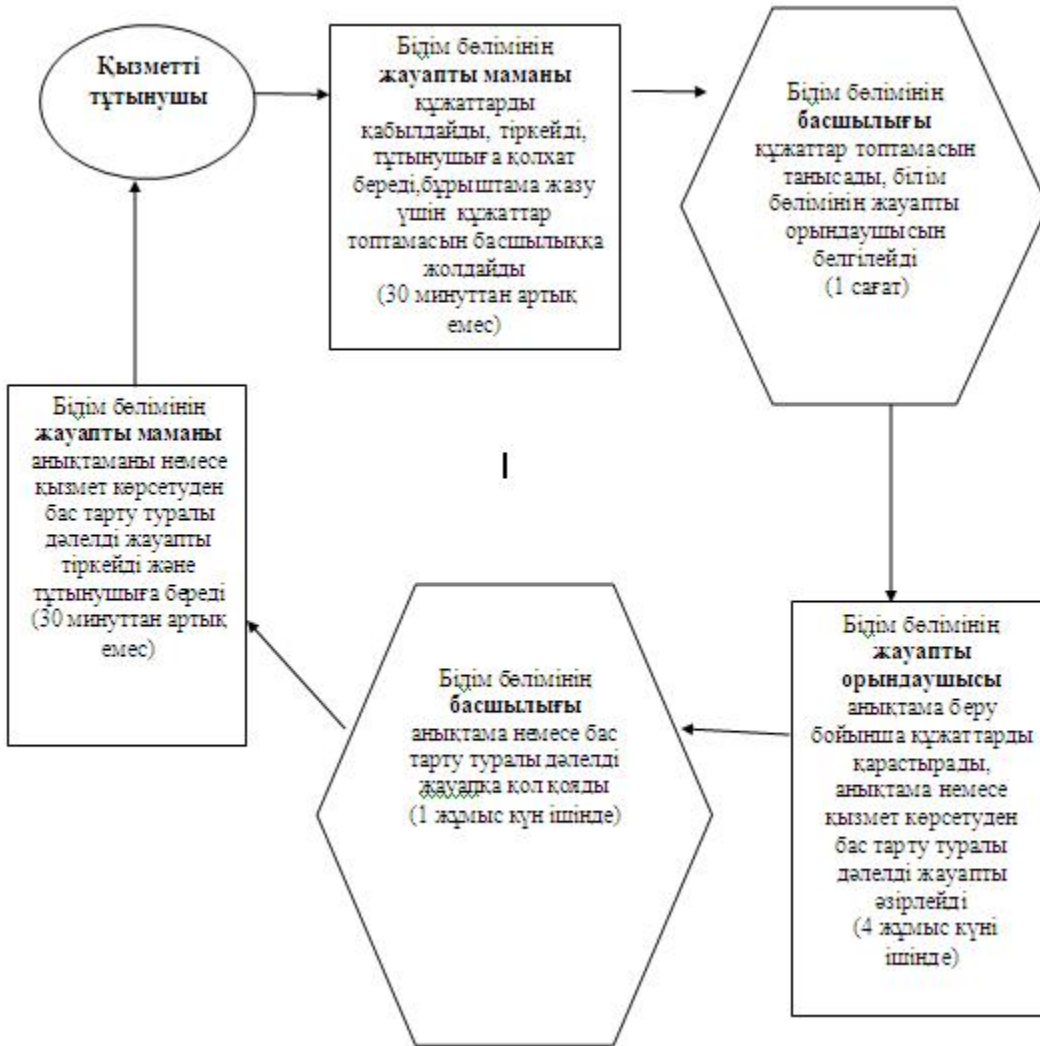 Қызметті
тұтынушы
Білім бөлімінің
жауапты маманы
құжаттарды
қабылдайды, тіркейді,
тұтынушыға қолхат
береді,бұрыштама жазу
үшін құжаттар
топтамасын басшылыққа
жолдайды
(30 минуттан артық
емес)
Білім бөлімінің
басшылығы
құжаттар топтамасын
танысады, білім
бөлімінің жауапты
орындаушысын
белгілейді
(1 сағат)
Білім бөлімінің
жауапты
орындаушысы
анықтама беру
бойынша құжаттарды
қарастырады,
анықтама немесе
қызмет көрсетуден
бас тарту туралы
дәлелді жауапты
әзірлейді
(4 жұмыс күні
ішінде)
Білім бөлімінің
басшылығы
анықтама немесе бас
тарту туралы дәлелді
жауапқа қол қояды
(1 жұмыс күн ішінде)
Білім бөлімінің
жауапты маманы
анықтаманы немесе
қызмет көрсетуден
бас тарту туралы
дәлелді жауапты
тіркейді және
тұтынушыға береді
(30 минуттан артық
емес)